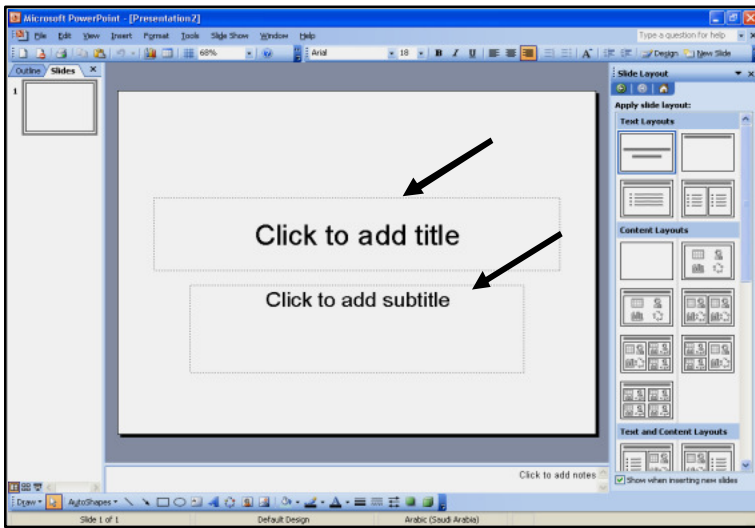 Microsoft PowerPoint - [Presentation2]
File Edit View Insert Format Tools Slide Show Window Help
Type a question for help
68%
Arial
18
B I U
Design
New Slide
Outline Slides
1
Slide Layout
Apply slide layout:
Text Layouts
Content Layouts
Text and Content Layouts
Show when inserting new slides
Click to add title
Click to add subtitle
Click to add notes
Draw AutoShapes
Slide 1 of 1
Default Design
Arabic (Saudi Arabia)